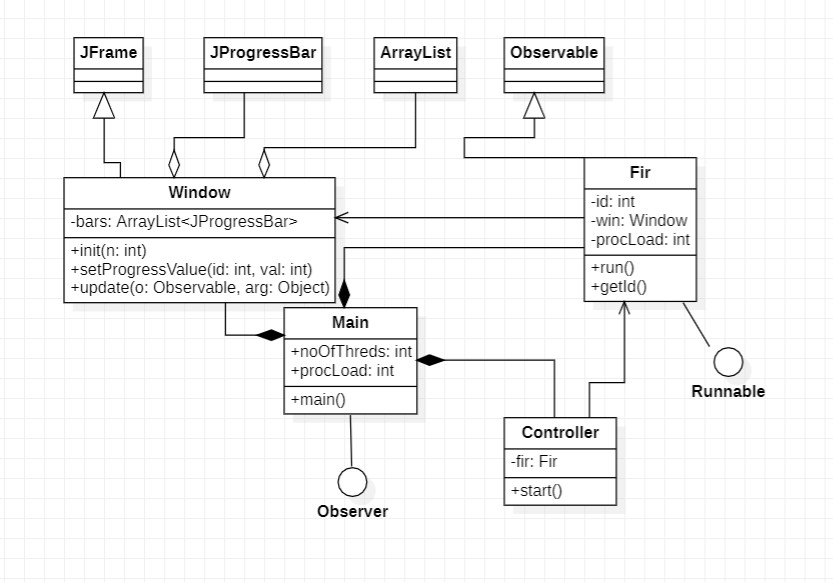 JFrame
JProgressBar
ArrayList
Observable
Window
-bars: ArrayList<JProgressBar>
+init(n: int)
+setProgressValue(id: int, val: int)
+update(o: Observable, arg: Object)
Fir
-id: int
-win: Window
-procLoad: int
+run()
+getId()
Main
+noOfThreds: int
+procLoad: int
+main()
Runnable
Controller
-fir: Fir
+start()
Observer